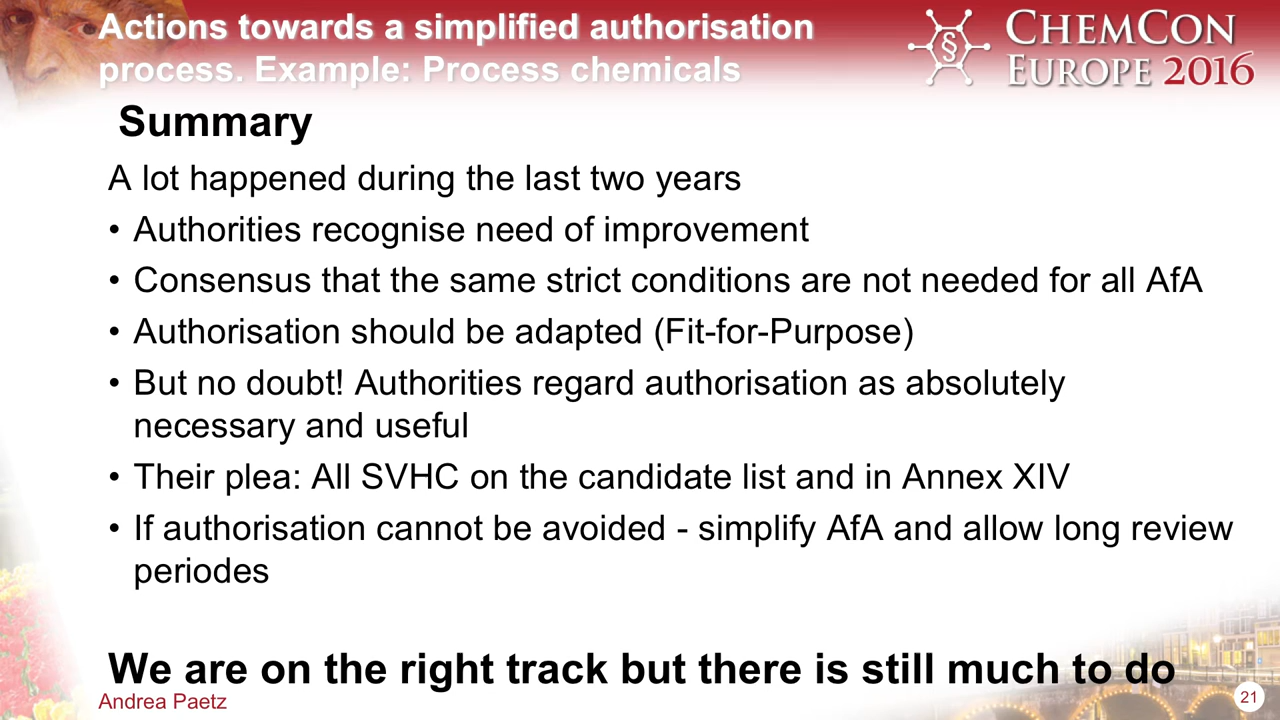 Actions towards a simplified authorisation
process. Example: Process chemicals
§
CHEMCON
EUROPE 2016
Summary
A lot happened during the last two years
• Authorities recognise need of improvement
• Consensus that the same strict conditions are not needed for all AfA
• Authorisation should be adapted (Fit-for-Purpose)
• But no doubt! Authorities regard authorisation as absolutely
necessary and useful
• Their plea: All SVHC on the candidate list and in Annex XIV
• If authorisation cannot be avoided - simplify AfA and allow long review
periodes
We are on the right track but there is still much to do
Andrea Paetz
21